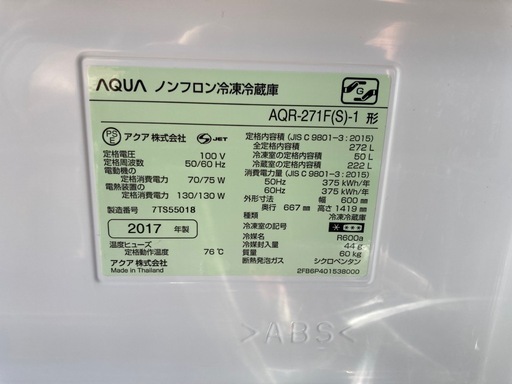 AQUA ノンフロン冷凍冷蔵庫
G
AQR-271F(S)-1 形
PS E アクア株式会社 S JET
定格電圧 100 V
定格周波数 50/60 Hz
電動機の
定格消費電力 70/75 W
電熱装置の
定格消費電力 130/130 W
製造番号 7TS55018
2017 年製
温度ヒューズ
定格動作温度 76℃
アクア株式会社
Made in Thailand
定格内容積 (JIS C 9801-3:2015)
全定格内容積 272 L
冷凍室の定格内容積 50 L
冷蔵室の定格内容積 222 L
消費電力量 (JIS C 9801-3:2015)
50Hz 375 kWh/年
60Hz 375 kWh/年
外形寸法 幅 600 mm
奥行 667 mm 高さ 1419 mm
種類 冷凍冷蔵庫
冷凍室の記号
冷媒名 R600a
冷媒封入量 44g
質量 60kg
断熱発泡ガス シクロペンタン
2FB6P401538000
>ABS<